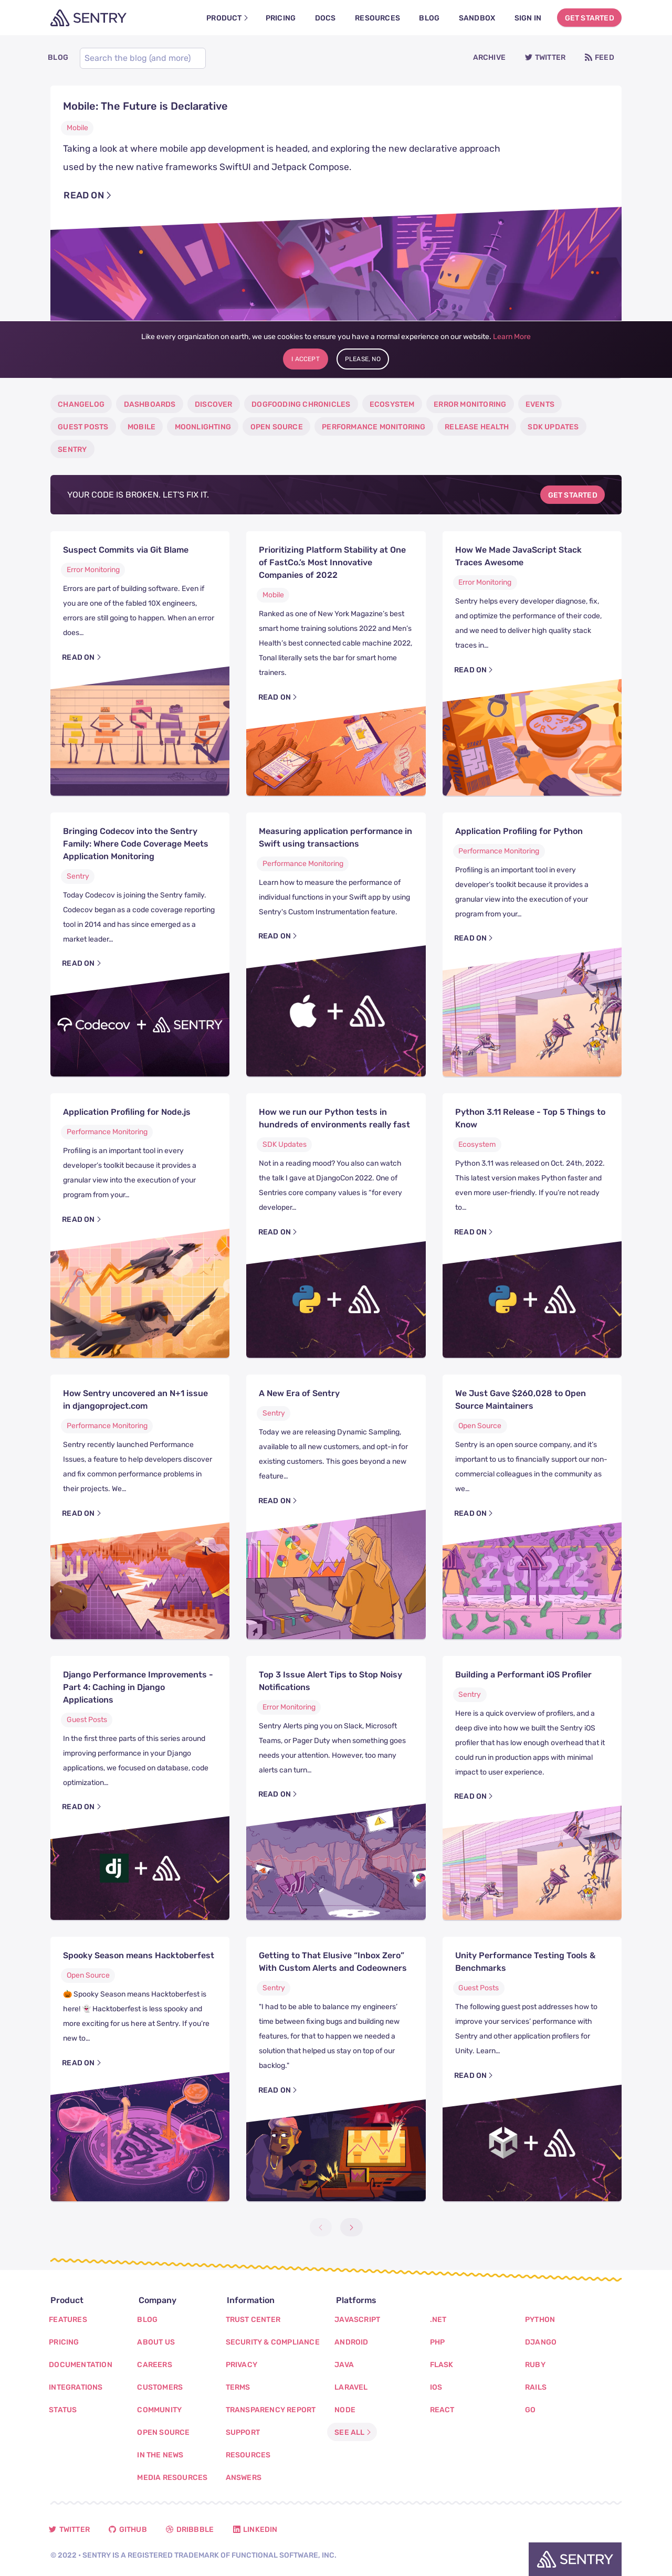 SENTRY
PRODUCT
PRICING
DOCS
RESOURCES
BLOG
SANDBOX
SIGN IN
GET STARTED
BLOG
Search the blog (and more)
ARCHIVE
TWITTER
FEED
Mobile: The Future is Declarative
Mobile
Taking a look at where mobile app development is headed, and exploring the new declarative approach
used by the new native frameworks SwiftUI and Jetpack Compose.
READ ON
Like every organization on earth, we use cookies to ensure you have a normal experience on our website. Learn More
I ACCEPT
PLEASE, NO
CHANGELOG
DASHBOARDS
DISCOVER
DOGFOODING CHRONICLES
ECOSYSTEM
ERROR MONITORING
EVENTS
GUEST POSTS
MOBILE
MOONLIGHTING
OPEN SOURCE
PERFORMANCE MONITORING
RELEASE HEALTH
SDK UPDATES
SENTRY
YOUR CODE IS BROKEN. LET'S FIX IT.
GET STARTED
Suspect Commits via Git Blame
Error Monitoring
Errors are part of building software. Even if
you are one of the fabled 10X engineers,
errors are still going to happen. When an error
does…
READ ON
Prioritizing Platform Stability at One
of FastCo.'s Most Innovative
Companies of 2022
Mobile
Ranked as one of New York Magazine's best
smart home training solutions 2022 and Men's
Health's best connected cable machine 2022,
Tonal literally sets the bar for smart home
trainers.
READ ON
How We Made JavaScript Stack
Traces Awesome
Error Monitoring
Sentry helps every developer diagnose, fix,
and optimize the performance of their code,
and we need to deliver high quality stack
traces in…
READ ON
Bringing Codecov into the Sentry
Family: Where Code Coverage Meets
Application Monitoring
Sentry
Today Codecov is joining the Sentry family.
Codecov began as a code coverage reporting
tool in 2014 and has since emerged as a
market leader…
READ ON
Codecov + SENTRY
Measuring application performance in
Swift using transactions
Performance Monitoring
Learn how to measure the performance of
individual functions in your Swift app by using
Sentry's Custom Instrumentation feature.
READ ON
+
Application Profiling for Python
Performance Monitoring
Profiling is an important tool in every
developer's toolkit because it provides a
granular view into the execution of your
program from your…
READ ON
Application Profiling for Node.js
Performance Monitoring
Profiling is an important tool in every
developer's toolkit because it provides a
granular view into the execution of your
program from your…
READ ON
How we run our Python tests in
hundreds of environments really fast
SDK Updates
Not in a reading mood? You also can watch
the talk I gave at DjangoCon 2022. One of
Sentries core company values is “for every
developer…
READ ON
+
Python 3.11 Release - Top 5 Things to
Know
Ecosystem
Python 3.11 was released on Oct. 24th, 2022.
This latest version makes Python faster and
even more user-friendly. If you're not ready
to…
READ ON
+
How Sentry uncovered an N+1 issue
in djangoproject.com
Performance Monitoring
Sentry recently launched Performance
Issues, a feature to help developers discover
and fix common performance problems in
their projects. We…
READ ON
A New Era of Sentry
Sentry
Today we are releasing Dynamic Sampling,
available to all new customers, and opt-in for
existing customers. This goes beyond a new
feature…
READ ON
We Just Gave $260,028 to Open
Source Maintainers
Open Source
Sentry is an open source company, and it's
important to us to financially support our non-
commercial colleagues in the community as
we…
READ ON
2022
Django Performance Improvements -
Part 4: Caching in Django
Applications
Guest Posts
In the first three parts of this series around
improving performance in your Django
applications, we focused on database, code
optimization…
READ ON
dj +
Top 3 Issue Alert Tips to Stop Noisy
Notifications
Error Monitoring
Sentry Alerts ping you on Slack, Microsoft
Teams, or Pager Duty when something goes
needs your attention. However, too many
alerts can turn…
READ ON
Building a Performant iOS Profiler
Sentry
Here is a quick overview of profilers, and a
deep dive into how we built the Sentry iOS
profiler that has low enough overhead that it
could run in production apps with minimal
impact to user experience.
READ ON
Spooky Season means Hacktoberfest
Open Source
🎃 Spooky Season means Hacktoberfest is
here! 👻 Hacktoberfest is less spooky and
more exciting for us here at Sentry. If you're
new to…
READ ON
Getting to That Elusive “Inbox Zero”
With Custom Alerts and Codeowners
Sentry
"I had to be able to balance my engineers'
time between fixing bugs and building new
features, for that to happen we needed a
solution that helped us stay on top of our
backlog."
READ ON
Unity Performance Testing Tools &
Benchmarks
Guest Posts
The following guest post addresses how to
improve your services' performance with
Sentry and other application profilers for
Unity. Learn…
READ ON
+
Product
FEATURES
PRICING
DOCUMENTATION
INTEGRATIONS
STATUS
Company
BLOG
ABOUT US
CAREERS
CUSTOMERS
COMMUNITY
OPEN SOURCE
IN THE NEWS
MEDIA RESOURCES
Information
TRUST CENTER
SECURITY & COMPLIANCE
PRIVACY
TERMS
TRANSPARENCY REPORT
SUPPORT
RESOURCES
ANSWERS
Platforms
JAVASCRIPT
ANDROID
JAVA
LARAVEL
NODE
SEE ALL
.NET
PHP
FLASK
IOS
REACT
PYTHON
DJANGO
RUBY
RAILS
GO
TWITTER
GITHUB
DRIBBBLE
LINKEDIN
© 2022 • SENTRY IS A REGISTERED TRADEMARK OF FUNCTIONAL SOFTWARE, INC.
SENTRY